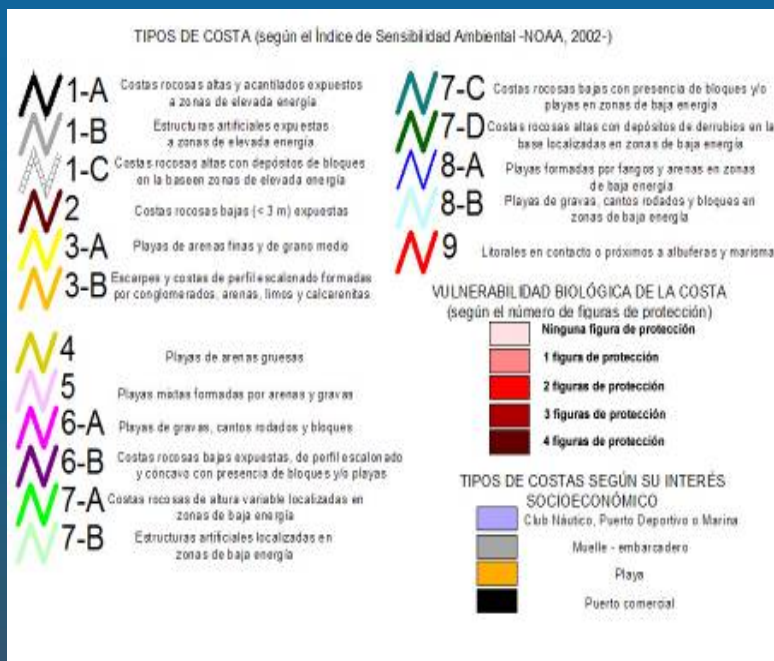 TIPOS DE COSTA (según el Índice de Sensibilidad Ambiental -NOAA, 2002-)
1-A
Costas rocosas altas y acantilados expuestos
a zonas de elevada energía
1-B
Estructuras artificiales expuestas
a zonas de elevada energía
1-C
Costas rocosas altas con depósitos de bloques
en la baseen zonas de elevada energía
2
Costas rocosas bajas (< 3 m) expuestas
3-A
Playas de arenas finas y de grano medio
3-B
Escarpes y costas de perfil escalonado formadas
por conglomerados, arenas, limos y calcarenitas
4
Playas de arenas gruesas
5
Playas mixtas formadas por arenas y gravas
6-A
Playas de gravas, cantos rodados y bloques
6-B
Costas rocosas bajas expuestas, de perfil escalonado
y cóncavo con presencia de bloques y/o playas
7-A
Costas rocosas de altura variable localizadas en
zonas de baja energía
7-B
Estructuras artificiales localizadas en
zonas de baja energía
7-C
Costas rocosas bajas con presencia de bloques y/o
playas en zonas de baja energía
7-D
Costas rocosas altas con depósitos de derrubios en la
base localizadas en zonas de baja energía
8-A
Playas formadas por fangos y arenas en zonas
de baja energía
8-B
Playas de gravas, cantos rodados y bloques en
zonas de baja energía
9
Litorales en contacto o próximos a albuferas y marisma
VULNERABILIDAD BIOLÓGICA DE LA COSTA
(según el número de figuras de protección)
Ninguna figura de protección
1 figura de protección
2 figuras de protección
3 figuras de protección
4 figuras de protección
TIPOS DE COSTAS SEGÚN SU INTERÉS
SOCIOECONÓMICO
Club Náutico, Puerto Deportivo o Marina
Muelle - embarcadero
Playa
Puerto comercial